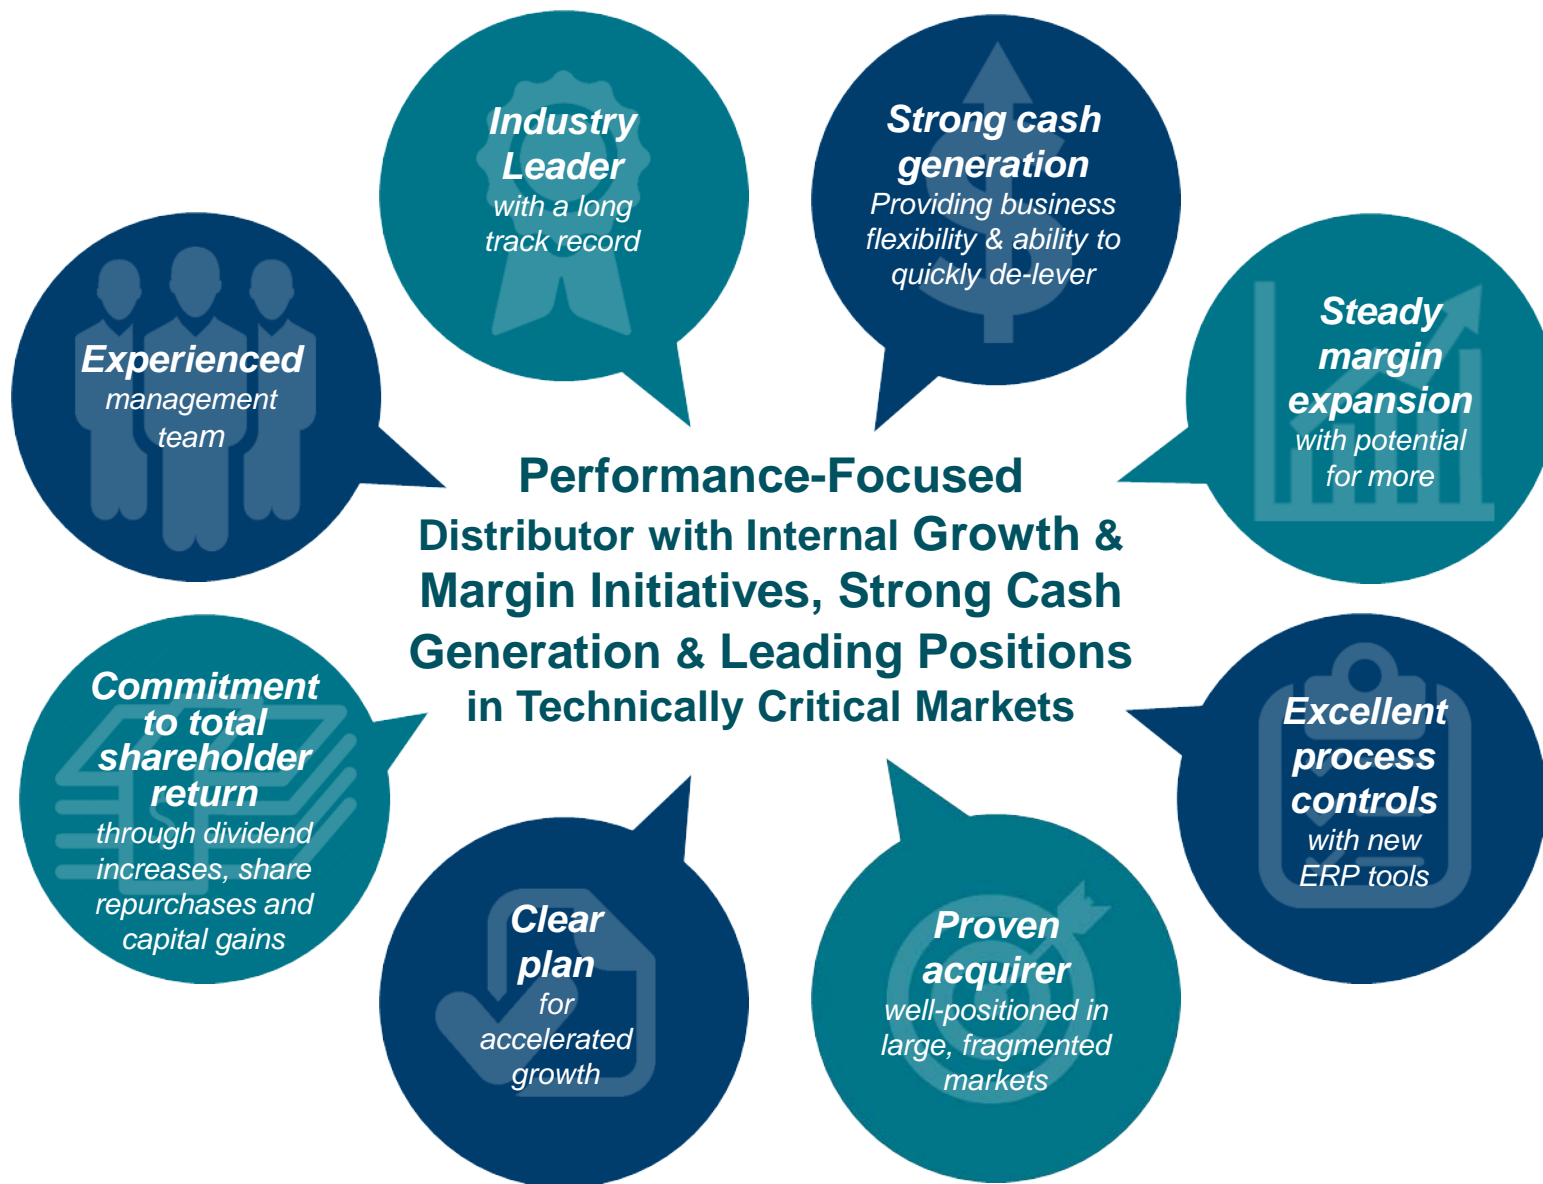 Industry
Leader
with a long
track record
Strong cash
generation
Providing business
flexibility & ability to
quickly de-lever
Experienced
management
team
Steady
margin
expansion
with potential
for more
Performance-Focused
Distributor with Internal Growth &
Margin Initiatives, Strong Cash
Generation & Leading Positions
in Technically Critical Markets
Commitment
to total
shareholder
return
through dividend
increases, share
repurchases and
capital gains
Excellent
process
controls
with new
ERP tools
Clear
plan
for
accelerated
growth
Proven
acquirer
well-positioned in
large, fragmented
markets